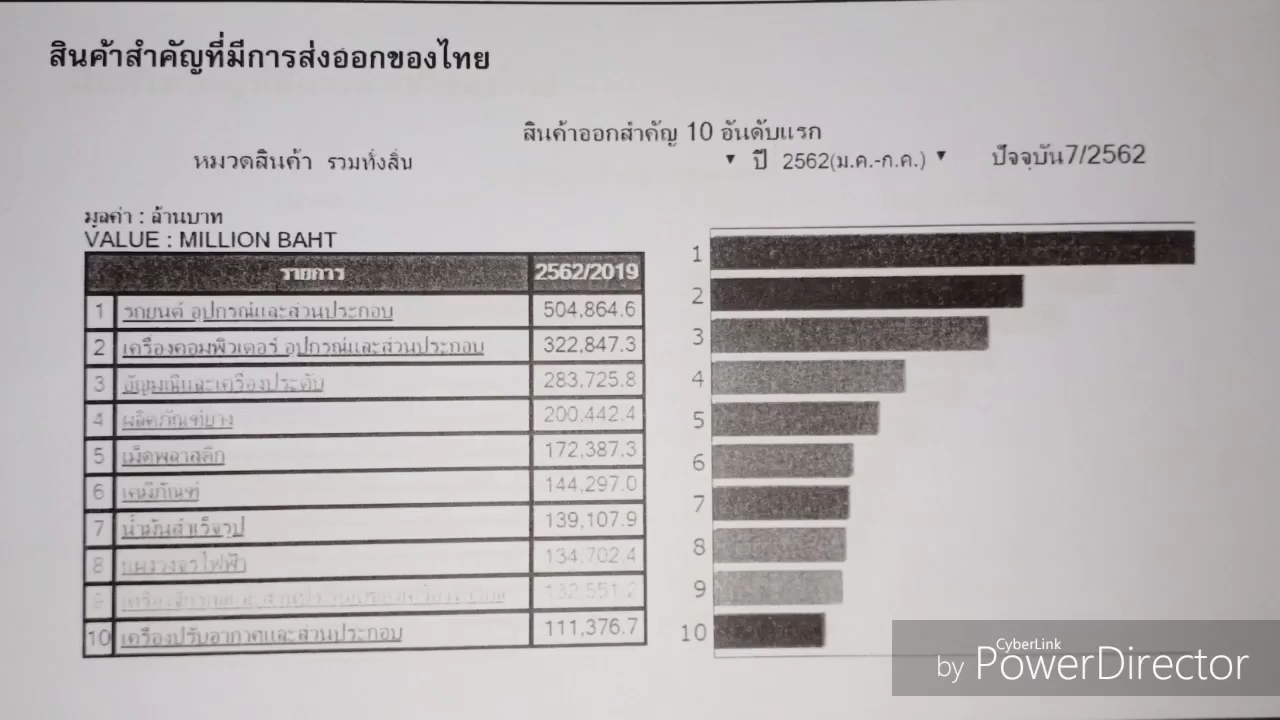 สินค้าสำคัญที่มีการส่งออกของไทย
สินค้าออกสำคัญ 10 อันดับแรก
หมวดสินค้า รวมทั้งสิ้น ▼ ปี 2562(ม.ค.-ก.ค.) ▼ ปัจจุบัน7/2562
มูลค่า : ล้านบาท
VALUE : MILLION BAHT
รายการ 2562/2019
1 รถยนต์ อุปกรณ์และส่วนประกอบ 504,864.6
2 เครื่องคอมพิวเตอร์ อุปกรณ์และส่วนประกอบ 322,847.3
3 อัญมณีและเครื่องประดับ 283,725.8
4 ผลิตภัณฑ์ยาง 200,442.4
5 เม็ดพลาสติก 172,387.3
6 เคมีภัณฑ์ 144,297.0
7 น้ำมันสำเร็จรูป 139,107.9
8 แผงวงจรไฟฟ้า 134,702.4
9 132,551.2
10 เครื่องปรับอากาศและส่วนประกอบ 111,376.7
1
2
3
4
5
6
7
8
9
10
CyberLink
by PowerDirector